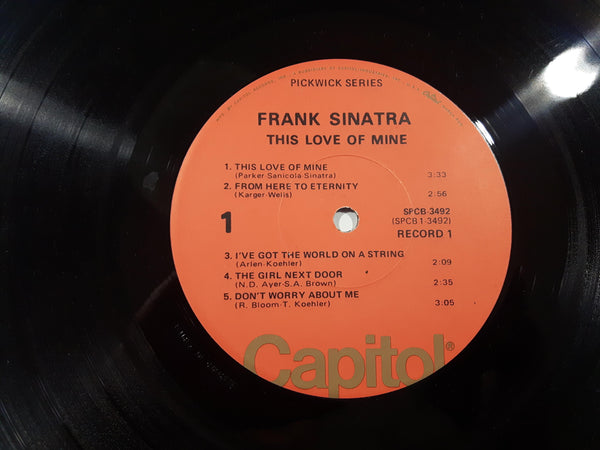 PICKWICK SERIES
FRANK SINATRA
THIS LOVE OF MINE
1. THIS LOVE OF MINE
(Parker Sanicola Sinatra) 3:33
2. FROM HERE TO ETERNITY
(Karger-Wells) 2:56
1
SPCB-3492
(SPCB 1-3492)
RECORD 1
3. I'VE GOT THE WORLD ON A STRING
(Arlen-Koehler) 2:09
4. THE GIRL NEXT DOOR
(N.D. Ayer-S.A. Brown) 2:35
5. DON'T WORRY ABOUT ME
(R. Bloom-T. Koehler) 3:05
Capitol®